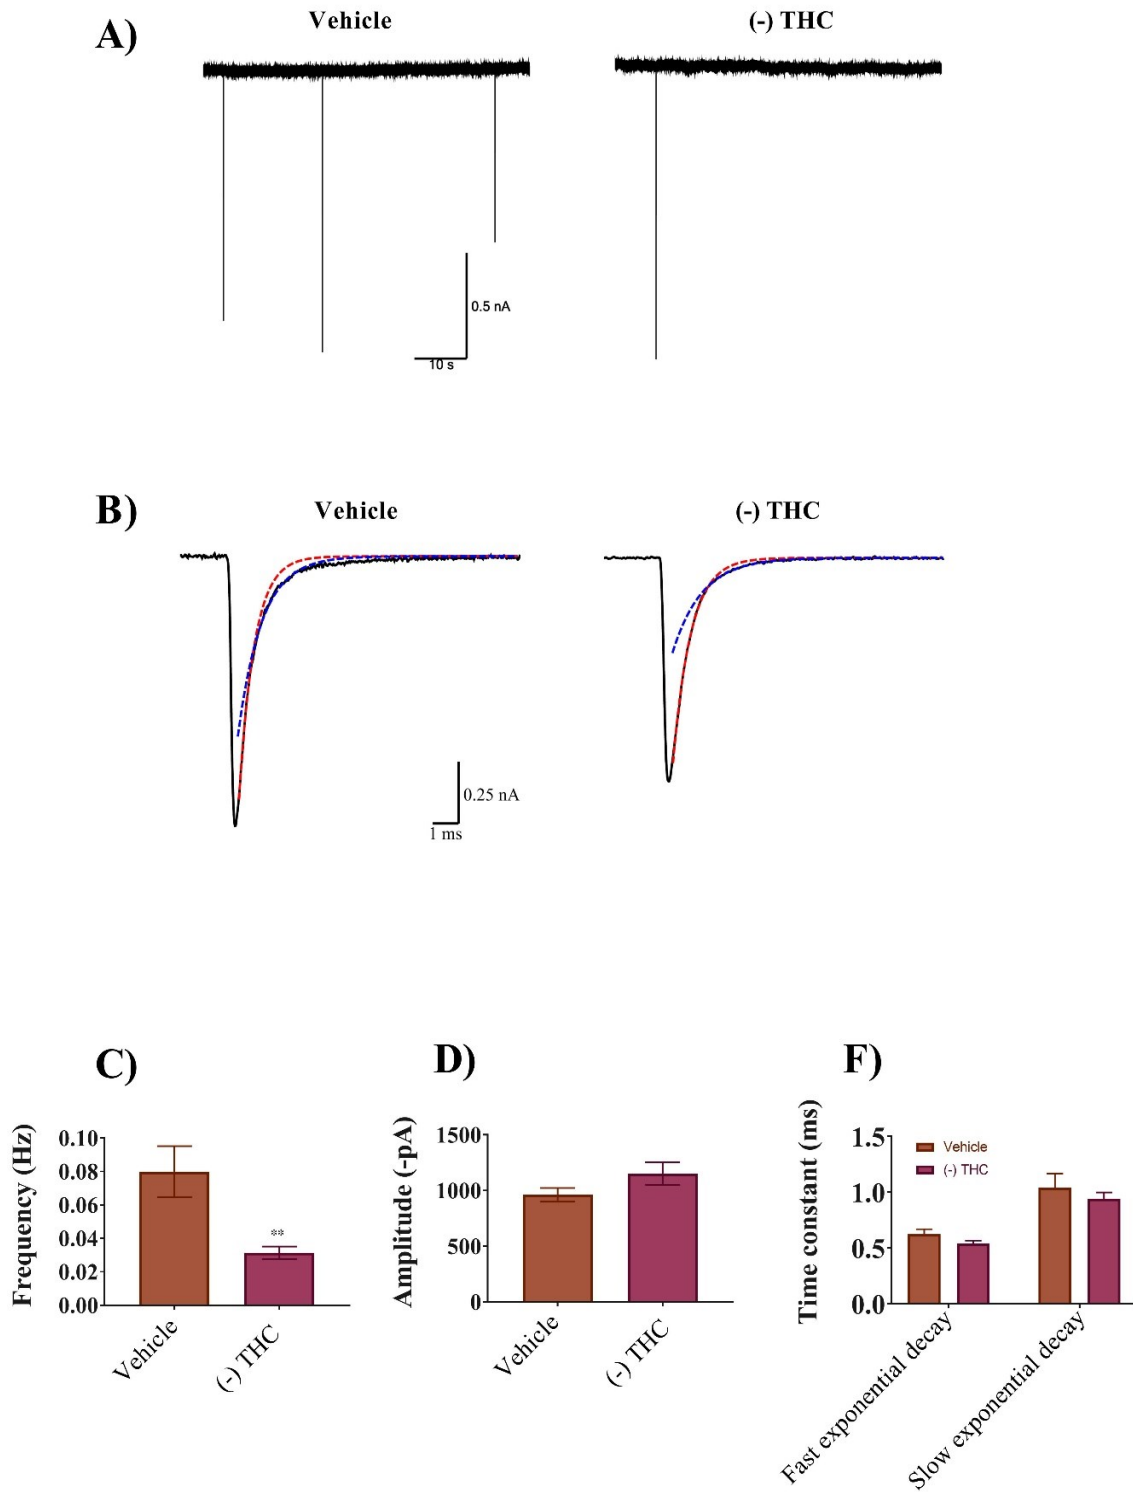 A)
Vehicle
(-) THC
0.5 nA
10 s
B)
Vehicle
(-) THC
0.25 nA
1 ms
C)
Frequency (Hz)
0.10
0.08
0.06
0.04
0.02
0.00
**
Vehicle
(-) THC
D)
Amplitude (-pA)
1500
1000
500
0
Vehicle
(-) THC
F)
Time constant (ms)
1.5
1.0
0.5
0.0
Vehicle
(-) THC
Fast exponential decay
Slow exponential decay